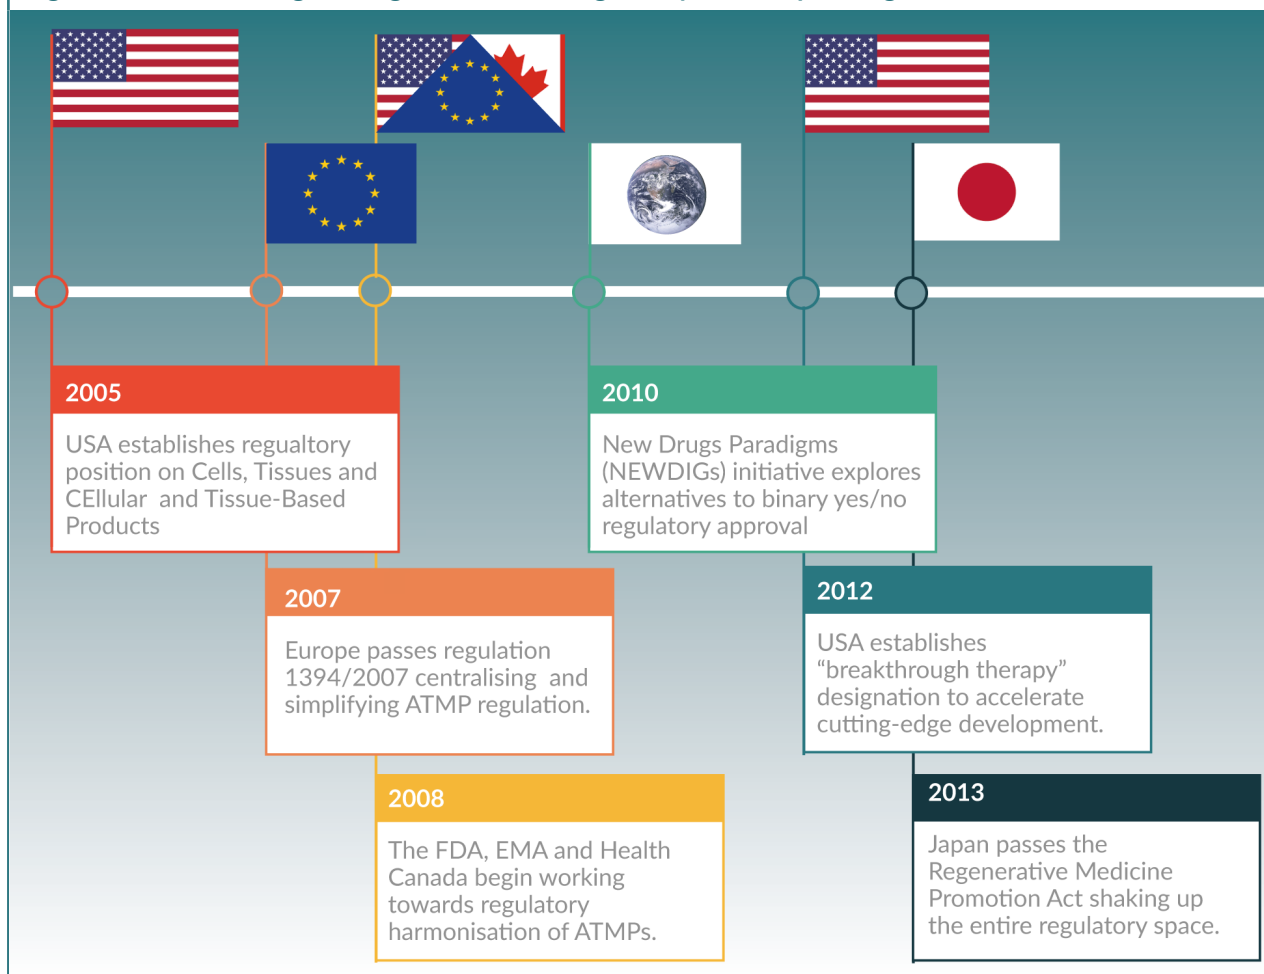 2005
USA establishes regualtory
position on Cells, Tissues and
CEllular  and Tissue-Based
Products
2007
Europe passes regulation
1394/2007 centralising  and
simplifying ATMP regulation.
2008
The FDA, EMA and Health
Canada begin working
towards regulatory
harmonisation of ATMPs.
2010
New Drugs Paradigms
(NEWDIGs) initiative explores
alternatives to binary yes/no
regulatory approval
2012
USA establishes
“breakthrough therapy”
designation to accelerate
cutting-edge development.
2013
Japan passes the
Regenerative Medicine
Promotion Act shaking up
the entire regulatory space.